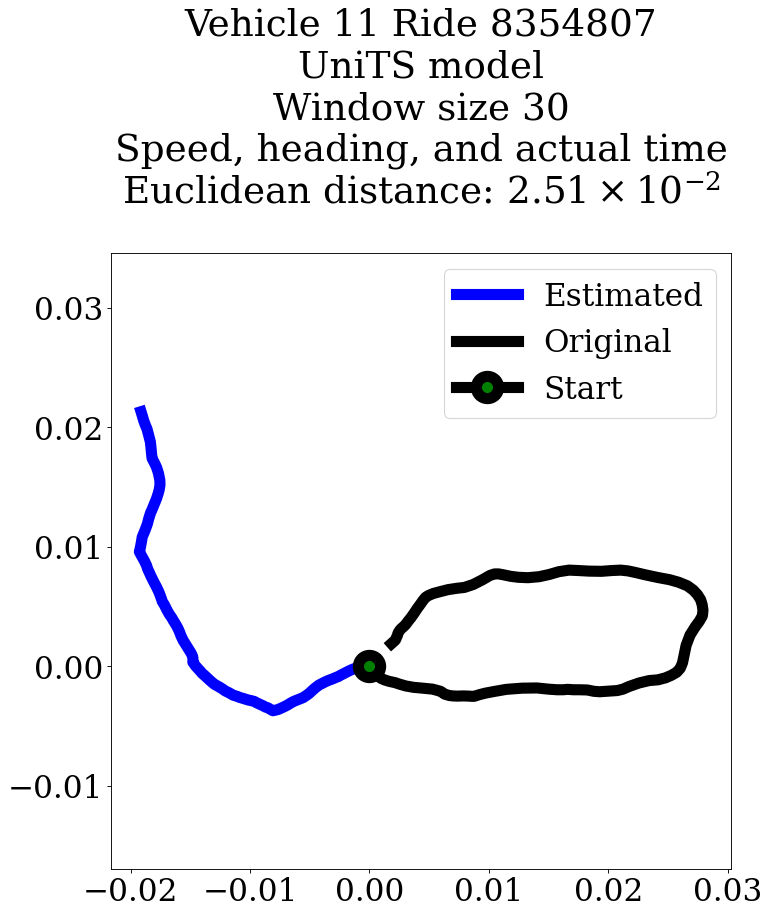 Vehicle 11 Ride 8354807
UniTS model
Window size 30
Speed, heading, and actual time
Euclidean distance: 2.51 × 10⁻²
Estimated
Original
Start
0.03
0.02
0.01
0.00
−0.01
−0.02 −0.01 0.00 0.01 0.02 0.03